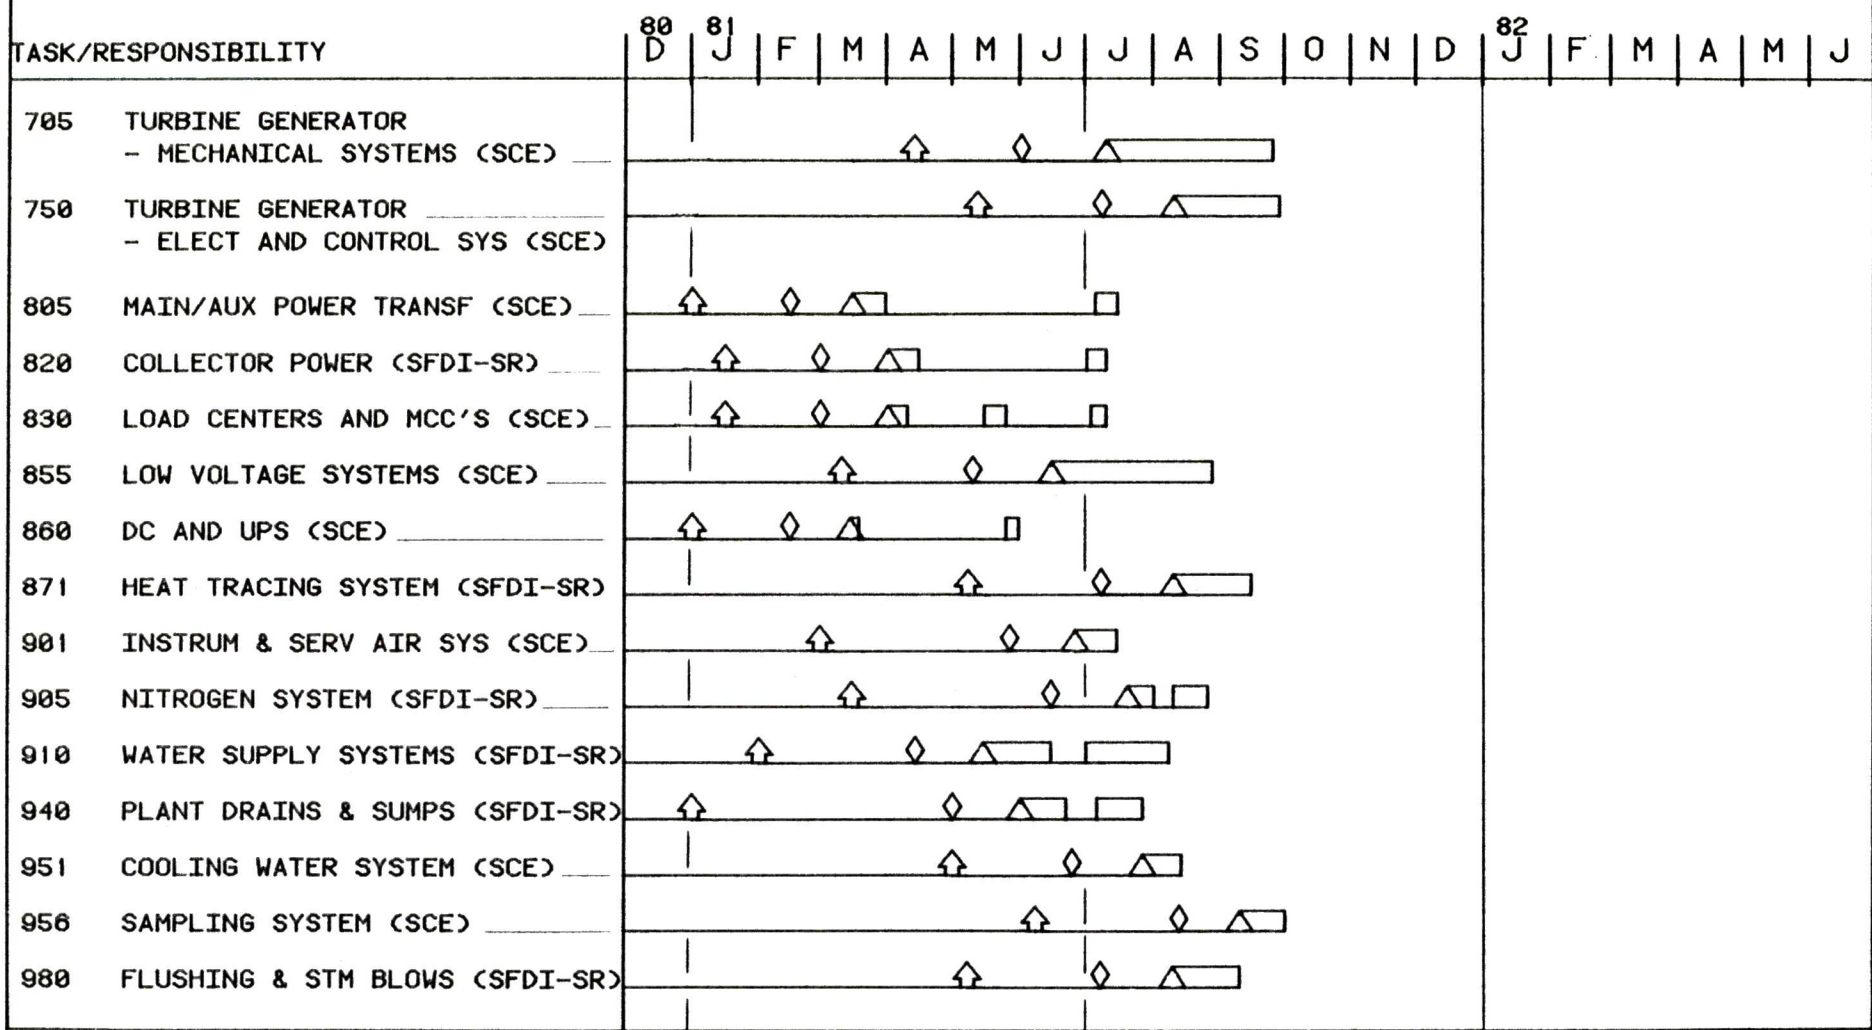 80 81 82
TASK/RESPONSIBILITY D J F M A M J J A S O N D J F M A M J
705 TURBINE GENERATOR
- MECHANICAL SYSTEMS (SCE)
750 TURBINE GENERATOR
- ELECT AND CONTROL SYS (SCE)
805 MAIN/AUX POWER TRANSF (SCE)
820 COLLECTOR POWER (SFDI-SR)
830 LOAD CENTERS AND MCC'S (SCE)
855 LOW VOLTAGE SYSTEMS (SCE)
860 DC AND UPS (SCE)
871 HEAT TRACING SYSTEM (SFDI-SR)
901 INSTRUM & SERV AIR SYS (SCE)
905 NITROGEN SYSTEM (SFDI-SR)
910 WATER SUPPLY SYSTEMS (SFDI-SR)
940 PLANT DRAINS & SUMPS (SFDI-SR)
951 COOLING WATER SYSTEM (SCE)
956 SAMPLING SYSTEM (SCE)
980 FLUSHING & STM BLOWS (SFDI-SR)